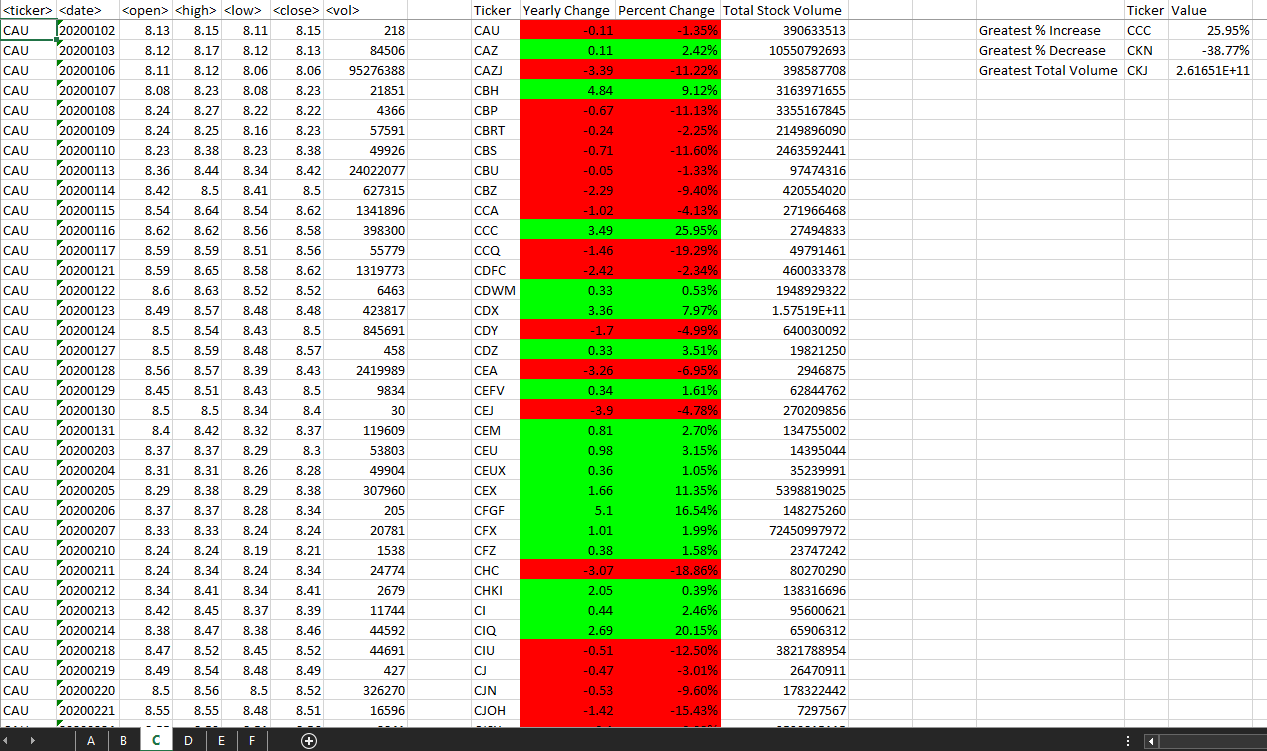 <ticker> <date> <open> <high> <low> <close> <vol> Ticker Yearly Change Percent Change Total Stock Volume Ticker Value
CAU 20200102 8.13 8.15 8.11 8.15 218 CAU -0.11 -1.35% 390633513 Greatest % Increase CCC 25.95%
CAU 20200103 8.12 8.17 8.12 8.13 84506 CAZ 0.11 2.42% 10550792693 Greatest % Decrease CKN -38.77%
CAU 20200106 8.11 8.12 8.06 8.06 95276388 CAZJ -3.39 -11.22% 398587708 Greatest Total Volume CKJ 2.61651E+11
CAU 20200107 8.08 8.23 8.08 8.23 21851 CBH 4.84 9.12% 3163971655
CAU 20200108 8.24 8.27 8.22 8.22 4366 CBP -0.67 -11.13% 3355167845
CAU 20200109 8.24 8.25 8.16 8.23 57591 CBRT -0.24 -2.25% 2149896090
CAU 20200110 8.23 8.38 8.23 8.38 49926 CBS -0.71 -11.60% 2463592441
CAU 20200113 8.36 8.44 8.34 8.42 24022077 CBU -0.05 -1.33% 97474316
CAU 20200114 8.42 8.5 8.41 8.5 627315 CBZ -2.29 -9.40% 420554020
CAU 20200115 8.54 8.64 8.54 8.62 1341896 CCA -1.02 -4.13% 271966468
CAU 20200116 8.62 8.62 8.56 8.58 398300 CCC 3.49 25.95% 27494833
CAU 20200117 8.59 8.59 8.51 8.56 55779 CCQ -1.46 -19.29% 49791461
CAU 20200121 8.59 8.65 8.58 8.62 1319773 CDFC -2.42 -2.34% 460033378
CAU 20200122 8.6 8.63 8.52 8.52 6463 CDWM 0.33 0.53% 1948929322
CAU 20200123 8.49 8.57 8.48 8.48 423817 CDX 3.36 7.97% 1.57519E+11
CAU 20200124 8.5 8.54 8.43 8.5 845691 CDY -1.7 -4.99% 640030092
CAU 20200127 8.5 8.59 8.48 8.57 458 CDZ 0.33 3.51% 19821250
CAU 20200128 8.56 8.57 8.39 8.43 2419989 CEA -3.26 -6.95% 2946875
CAU 20200129 8.45 8.51 8.43 8.5 9834 CEFV 0.34 1.61% 62844762
CAU 20200130 8.5 8.5 8.34 8.4 30 CEJ -3.9 -4.78% 270209856
CAU 20200131 8.4 8.42 8.32 8.37 119609 CEM 0.81 2.70% 134755002
CAU 20200203 8.37 8.37 8.29 8.3 53803 CEU 0.98 3.15% 14395044
CAU 20200204 8.31 8.31 8.26 8.28 49904 CEUX 0.36 1.05% 35239991
CAU 20200205 8.29 8.38 8.29 8.38 307960 CEX 1.66 11.35% 5398819025
CAU 20200206 8.37 8.37 8.28 8.34 205 CFGF 5.1 16.54% 148275260
CAU 20200207 8.33 8.33 8.24 8.24 20781 CFX 1.01 1.99% 72450997972
CAU 20200210 8.24 8.24 8.19 8.21 1538 CFZ 0.38 1.58% 23747242
CAU 20200211 8.24 8.34 8.24 8.34 24774 CHC -3.07 -18.86% 80270290
CAU 20200212 8.34 8.41 8.34 8.41 2679 CHKI 2.05 0.39% 138316696
CAU 20200213 8.42 8.45 8.37 8.39 11744 CI 0.44 2.46% 95600621
CAU 20200214 8.38 8.47 8.38 8.46 44592 CIQ 2.69 20.15% 65906312
CAU 20200218 8.47 8.52 8.45 8.52 44691 CIU -0.51 -12.50% 3821788954
CAU 20200219 8.49 8.54 8.48 8.49 427 CJ -0.47 -3.01% 26470911
CAU 20200220 8.5 8.56 8.5 8.52 326270 CJN -0.53 -9.60% 178322442
CAU 20200221 8.55 8.55 8.48 8.51 16596 CJOH -1.42 -15.43% 7297567
A B C D E F